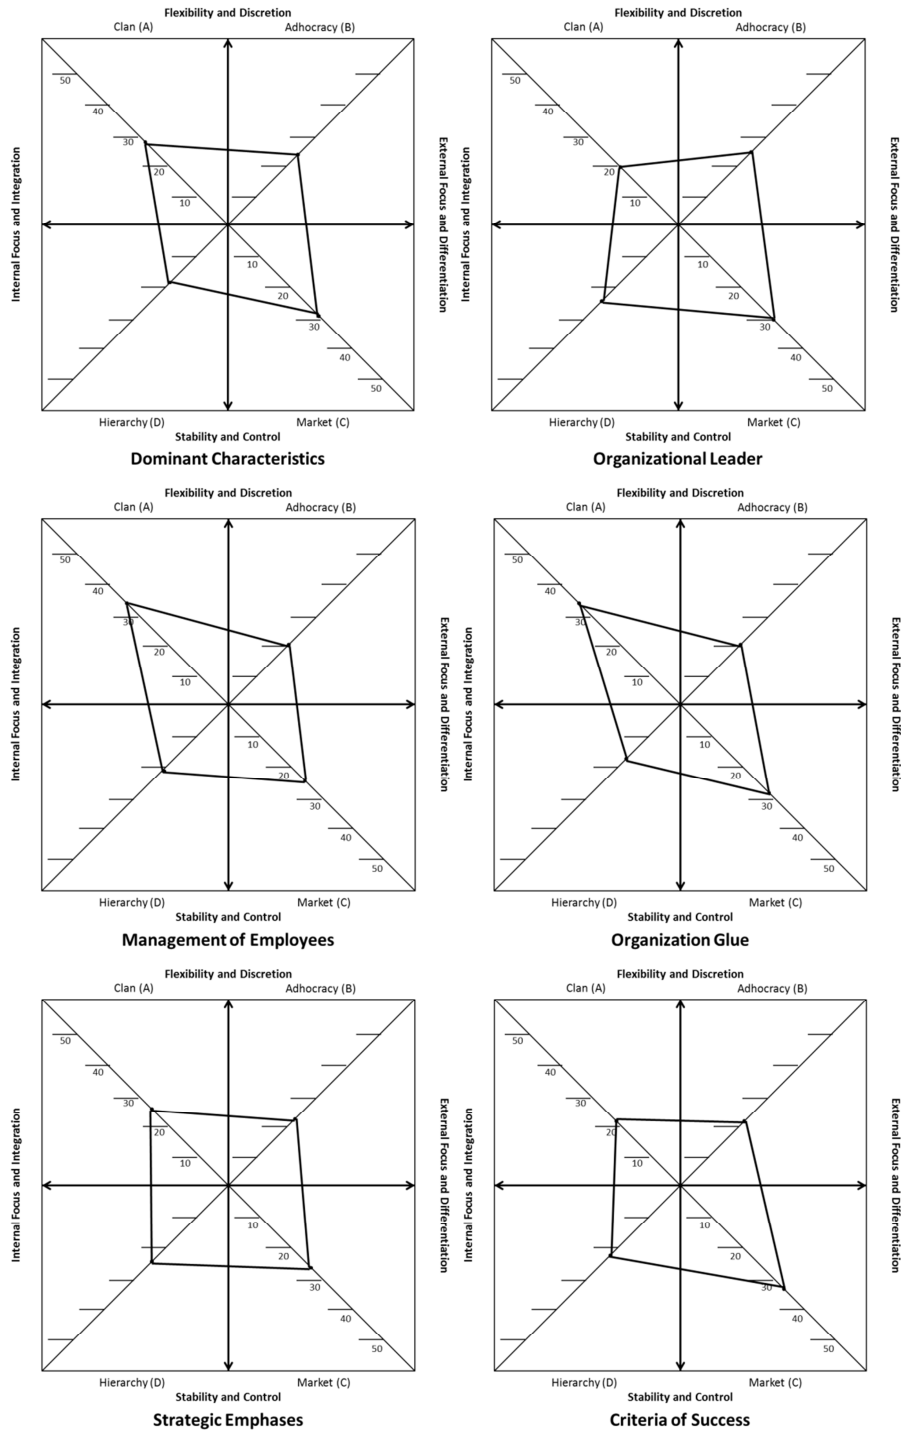 Flexibility and Discretion
Clan (A)
Adhocracy (B)
50
40
30
20
10
10
20
30
40
50
Internal Focus and Integration
External Focus and Differentiation
Hierarchy (D)
Market (C)
Stability and Control
Dominant Characteristics
Flexibility and Discretion
Clan (A)
Adhocracy (B)
50
40
30
20
10
10
20
30
40
50
Internal Focus and Integration
External Focus and Differentiation
Hierarchy (D)
Market (C)
Stability and Control
Organizational Leader
Flexibility and Discretion
Clan (A)
Adhocracy (B)
50
40
30
20
10
10
20
30
40
50
Internal Focus and Integration
External Focus and Differentiation
Hierarchy (D)
Market (C)
Stability and Control
Management of Employees
Flexibility and Discretion
Clan (A)
Adhocracy (B)
50
40
30
20
10
10
20
30
40
50
Internal Focus and Integration
External Focus and Differentiation
Hierarchy (D)
Market (C)
Stability and Control
Organization Glue
Flexibility and Discretion
Clan (A)
Adhocracy (B)
50
40
30
20
10
10
20
30
40
50
Internal Focus and Integration
External Focus and Differentiation
Hierarchy (D)
Market (C)
Stability and Control
Strategic Emphases
Flexibility and Discretion
Clan (A)
Adhocracy (B)
50
40
30
20
10
10
20
30
40
50
Internal Focus and Integration
External Focus and Differentiation
Hierarchy (D)
Market (C)
Stability and Control
Criteria of Success